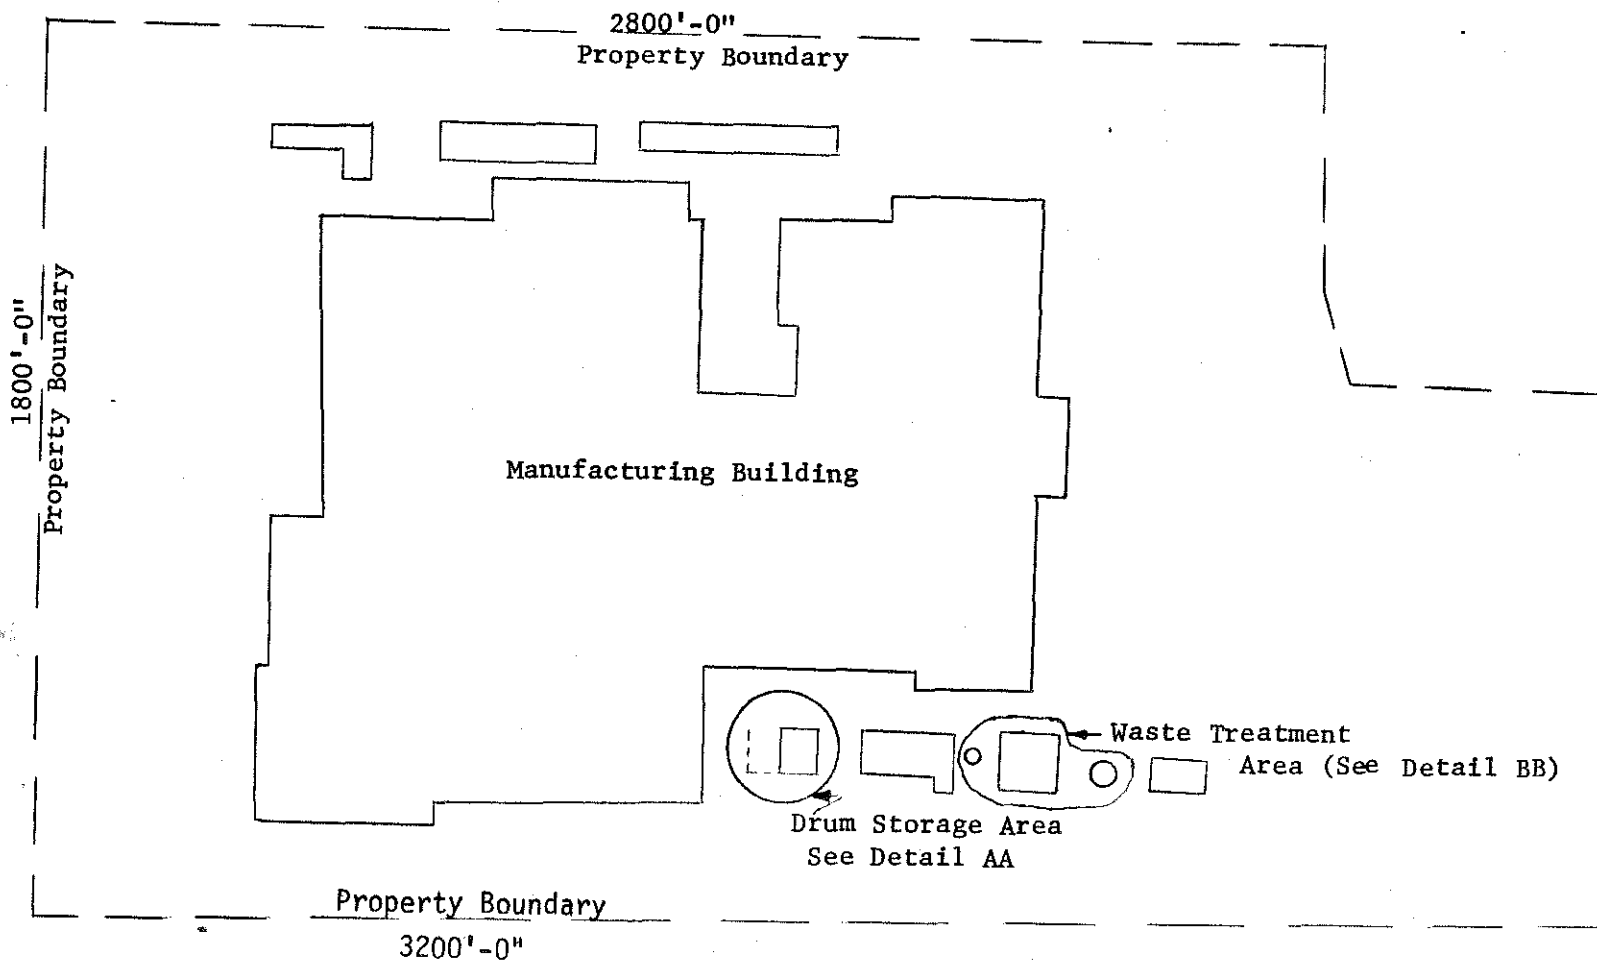 2800'-0"
Property Boundary
1800'-0"
Property Boundary
Manufacturing Building
Waste Treatment
Area (See Detail BB)
Drum Storage Area
See Detail AA
Property Boundary
3200'-0"